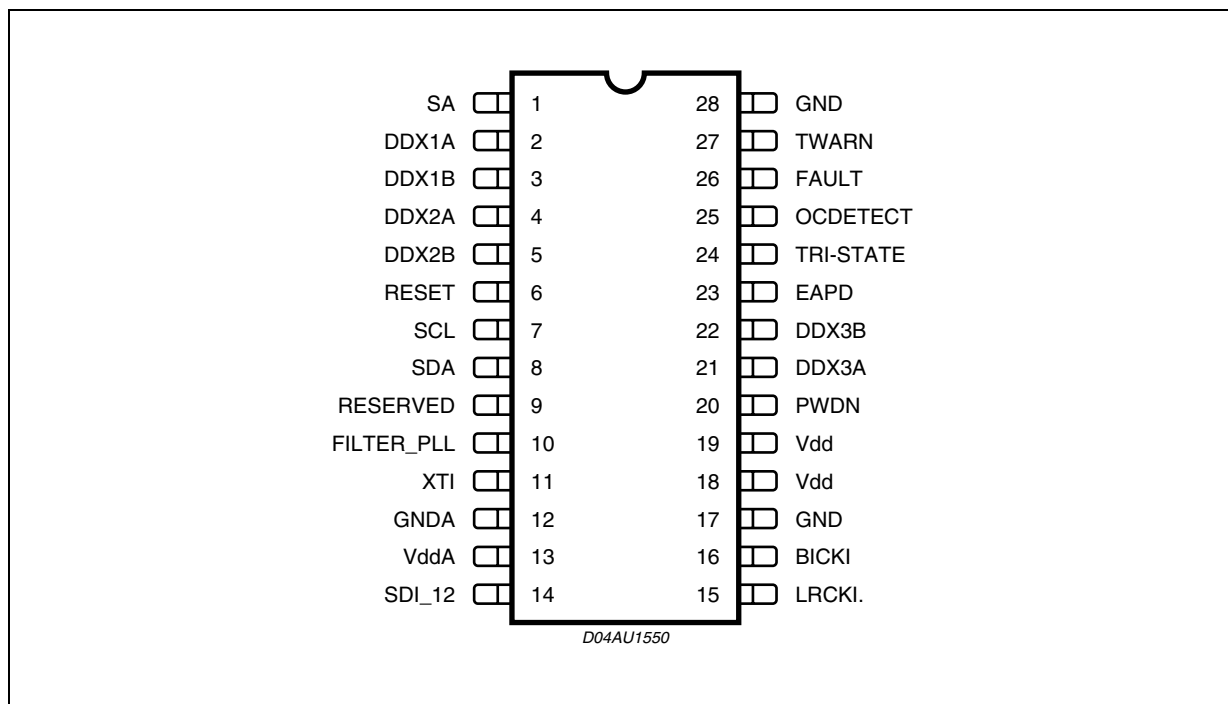 SA 1 28 GND
DDX1A 2 27 TWARN
DDX1B 3 26 FAULT
DDX2A 4 25 OCDETECT
DDX2B 5 24 TRI-STATE
RESET 6 23 EAPD
SCL 7 22 DDX3B
SDA 8 21 DDX3A
RESERVED 9 20 PWDN
FILTER_PLL 10 19 Vdd
XTI 11 18 Vdd
GNDA 12 17 GND
VddA 13 16 BICKI
SDI_12 14 15 LRCKI.
D04AU1550